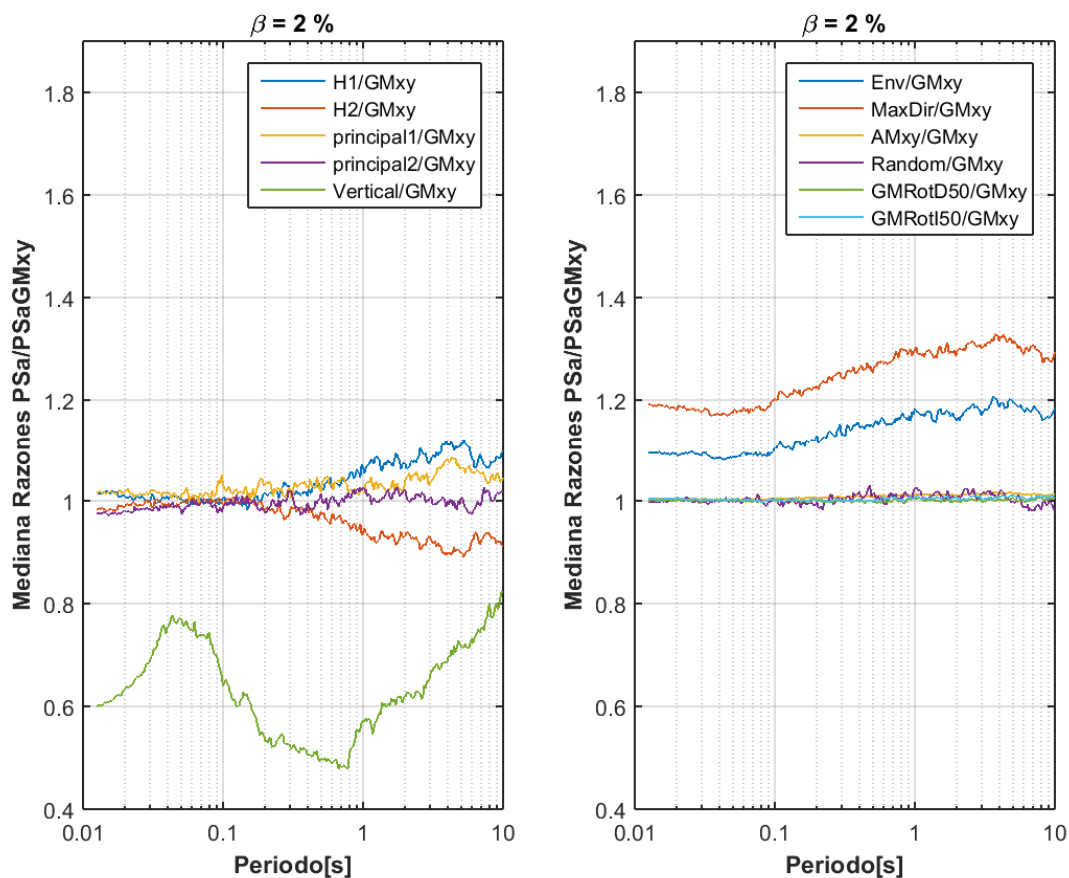 β = 2 %
H1/GMxy
H2/GMxy
principal1/GMxy
principal2/GMxy
Vertical/GMxy
Mediana Razones PSa/PSaGMxy
1.8
1.6
1.4
1.2
1
0.8
0.6
0.4
0.01
0.1
1
10
Periodo[s]
β = 2 %
Env/GMxy
MaxDir/GMxy
AMxy/GMxy
Random/GMxy
GMRotD50/GMxy
GMRotI50/GMxy
Mediana Razones PSa/PSaGMxy
1.8
1.6
1.4
1.2
1
0.8
0.6
0.4
0.01
0.1
1
10
Periodo[s]